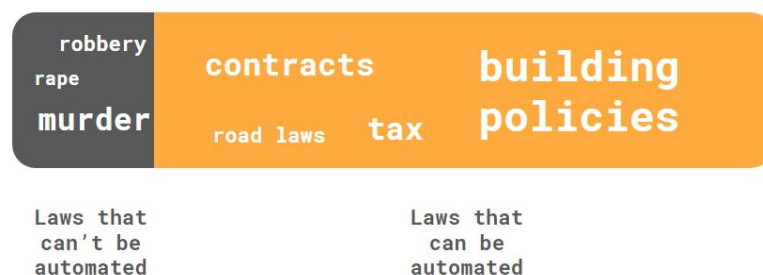 robbery
rape
murder
contracts
road laws
tax
building
policies
Laws that
can't be
automated
Laws that
can be
automated